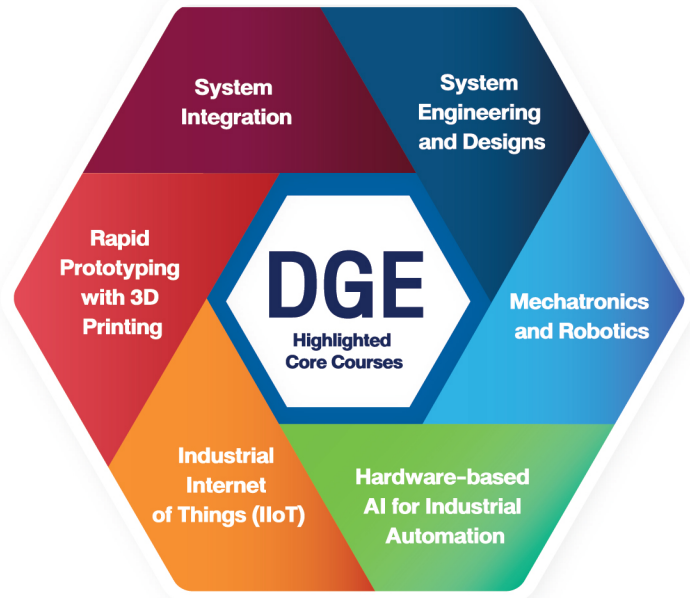 System
Integration
System
Engineering
and Designs
Rapid
Prototyping
with 3D
Printing
DGE
Highlighted
Core Courses
Mechatronics
and Robotics
Industrial
Internet
of Things (IIoT)
Hardware-based
AI for Industrial
Automation